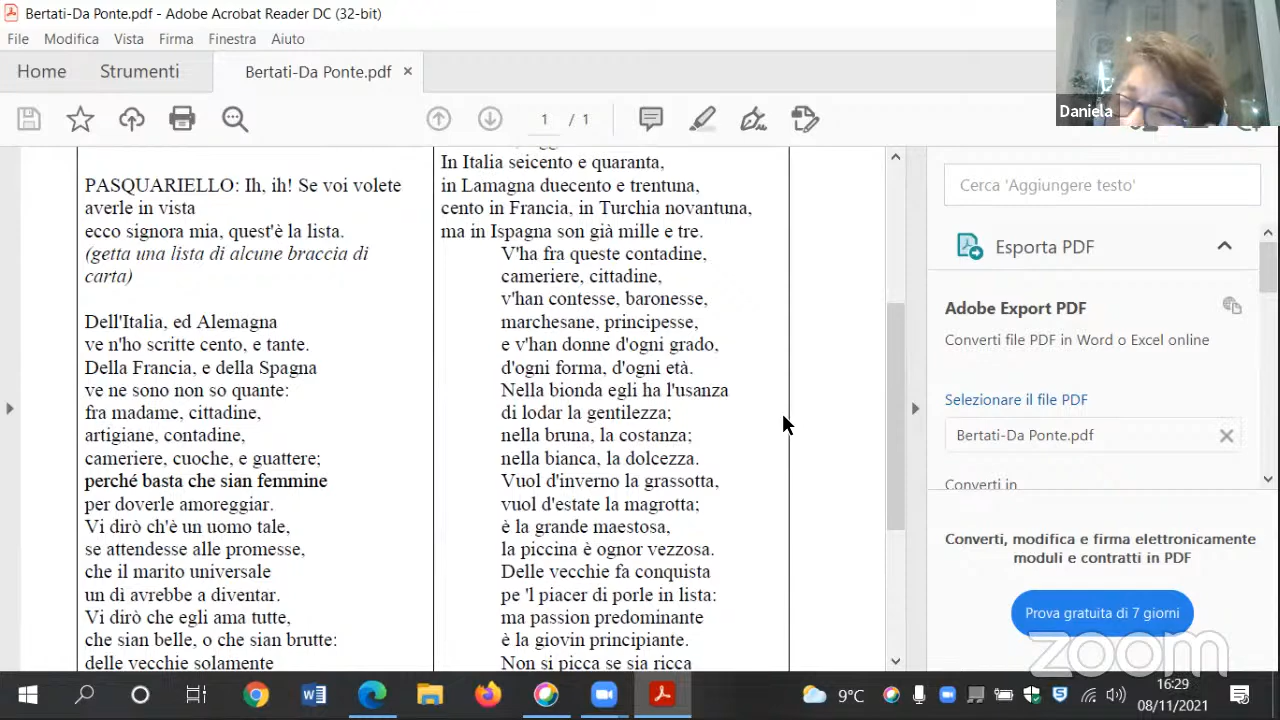 Bertati-Da Ponte.pdf - Adobe Acrobat Reader DC (32-bit)
File Modifica Vista Firma Finestra Aiuto
Home Strumenti Bertati-Da Ponte.pdf ×
1 / 1
Daniela
PASQUARIELLO: Ih, ih! Se voi volete
averle in vista
ecco signora mia, quest'è la lista.
(getta una lista di alcune braccia di
carta)
Dell'Italia, ed Alemagna
ve n'ho scritte cento, e tante.
Della Francia, e della Spagna
ve ne sono non so quante:
fra madame, cittadine,
artigiane, contadine,
cameriere, cuoche, e guattere;
perché basta che sian femmine
per doverle amoreggiar.
Vi dirò ch'è un uomo tale,
se attendesse alle promesse,
che il marito universale
un dì avrebbe a diventar.
Vi dirò che egli ama tutte,
che sian belle, o che sian brutte:
delle vecchie solamente
In Italia seicento e quaranta,
in Lamagna duecento e trentuna,
cento in Francia, in Turchia novantuna,
ma in Ispagna son già mille e tre.
V'ha fra queste contadine,
cameriere, cittadine,
v'han contesse, baronesse,
marchesane, principesse,
e v'han donne d'ogni grado,
d'ogni forma, d'ogni età.
Nella bionda egli ha l'usanza
di lodar la gentilezza;
nella bruna, la costanza;
nella bianca, la dolcezza.
Vuol d'inverno la grassotta,
vuol d'estate la magrotta;
è la grande maestosa,
la piccina è ognor vezzosa.
Delle vecchie fa conquista
pe 'l piacer di porle in lista:
ma passion predominante
è la giovin principiante.
Non si picca se sia ricca
Cerca 'Aggiungere testo'
Esporta PDF
Adobe Export PDF
Converti file PDF in Word o Excel online
Selezionare il file PDF
Bertati-Da Ponte.pdf
Converti in
Converti, modifica e firma elettronicamente
moduli e contratti in PDF
Prova gratuita di 7 giorni
zoom
9°C
16:29
08/11/2021